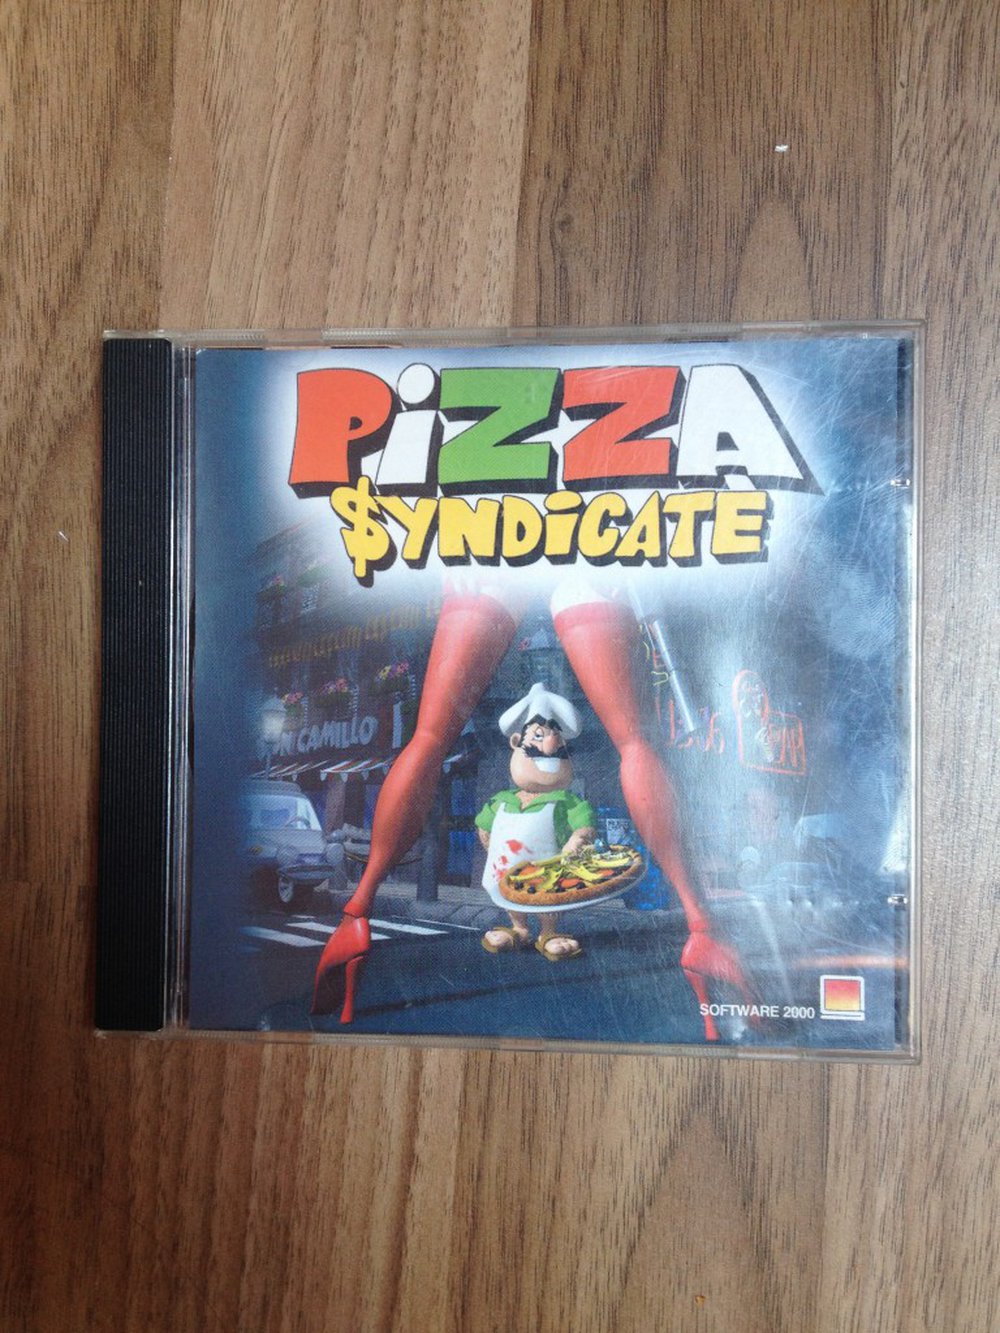 PiZZA
$YNDiCATE
N CAMILLO
SOFTWARE 2000